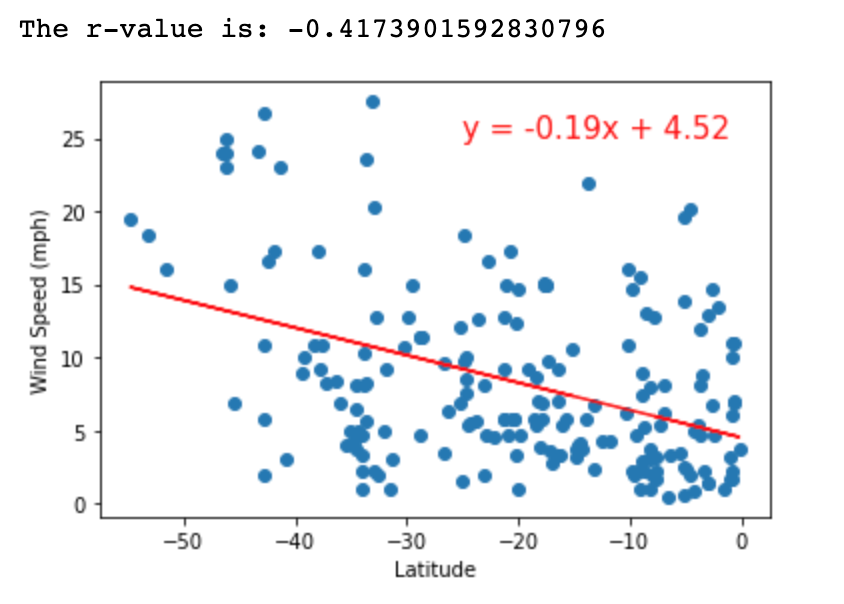 The r-value is: -0.4173901592830796
y = -0.19x + 4.52
25
20
15
10
5
0
Wind Speed (mph)
−50 −40 −30 −20 −10 0
Latitude